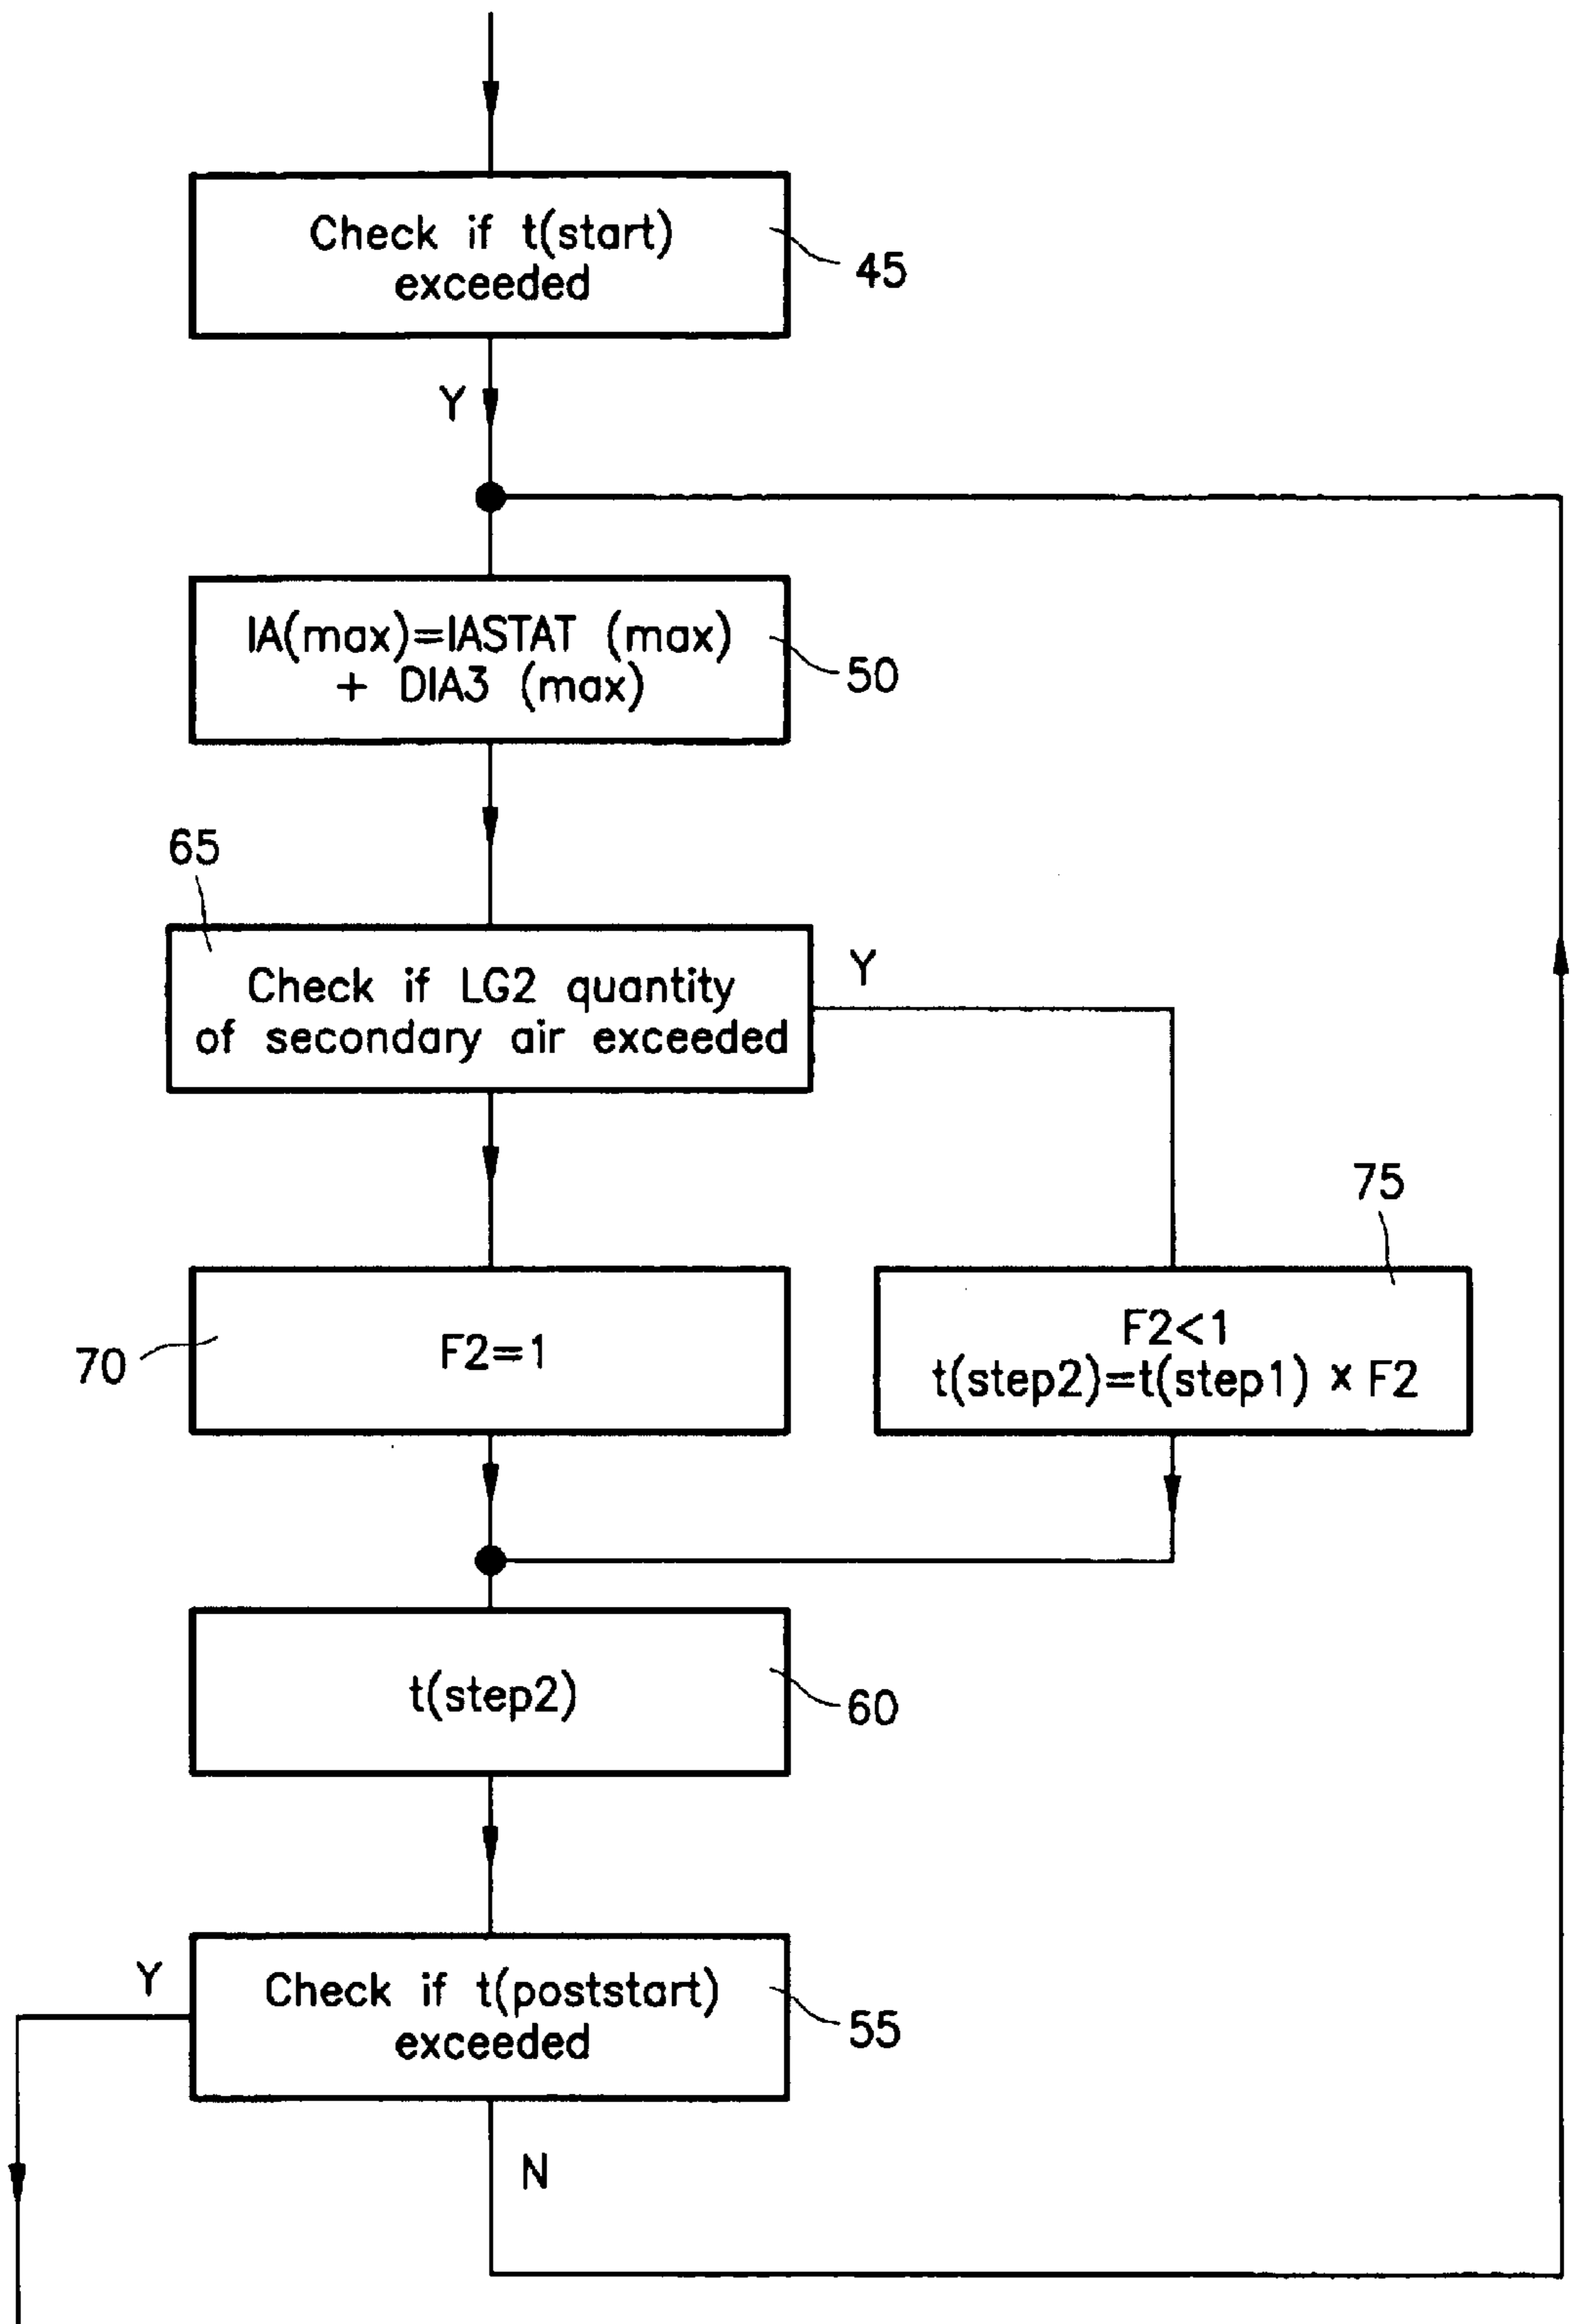 Check if t(start)
exceeded
45
Y
IA(max)=IASTAT (max)
+ DIA3 (max)
50
65
Check if LG2 quantity
of secondary air exceeded
Y
75
70
F2=1
F2<1
t(step2)=t(step1) x F2
t(step2)
60
Y
Check if t(poststart)
exceeded
55
N